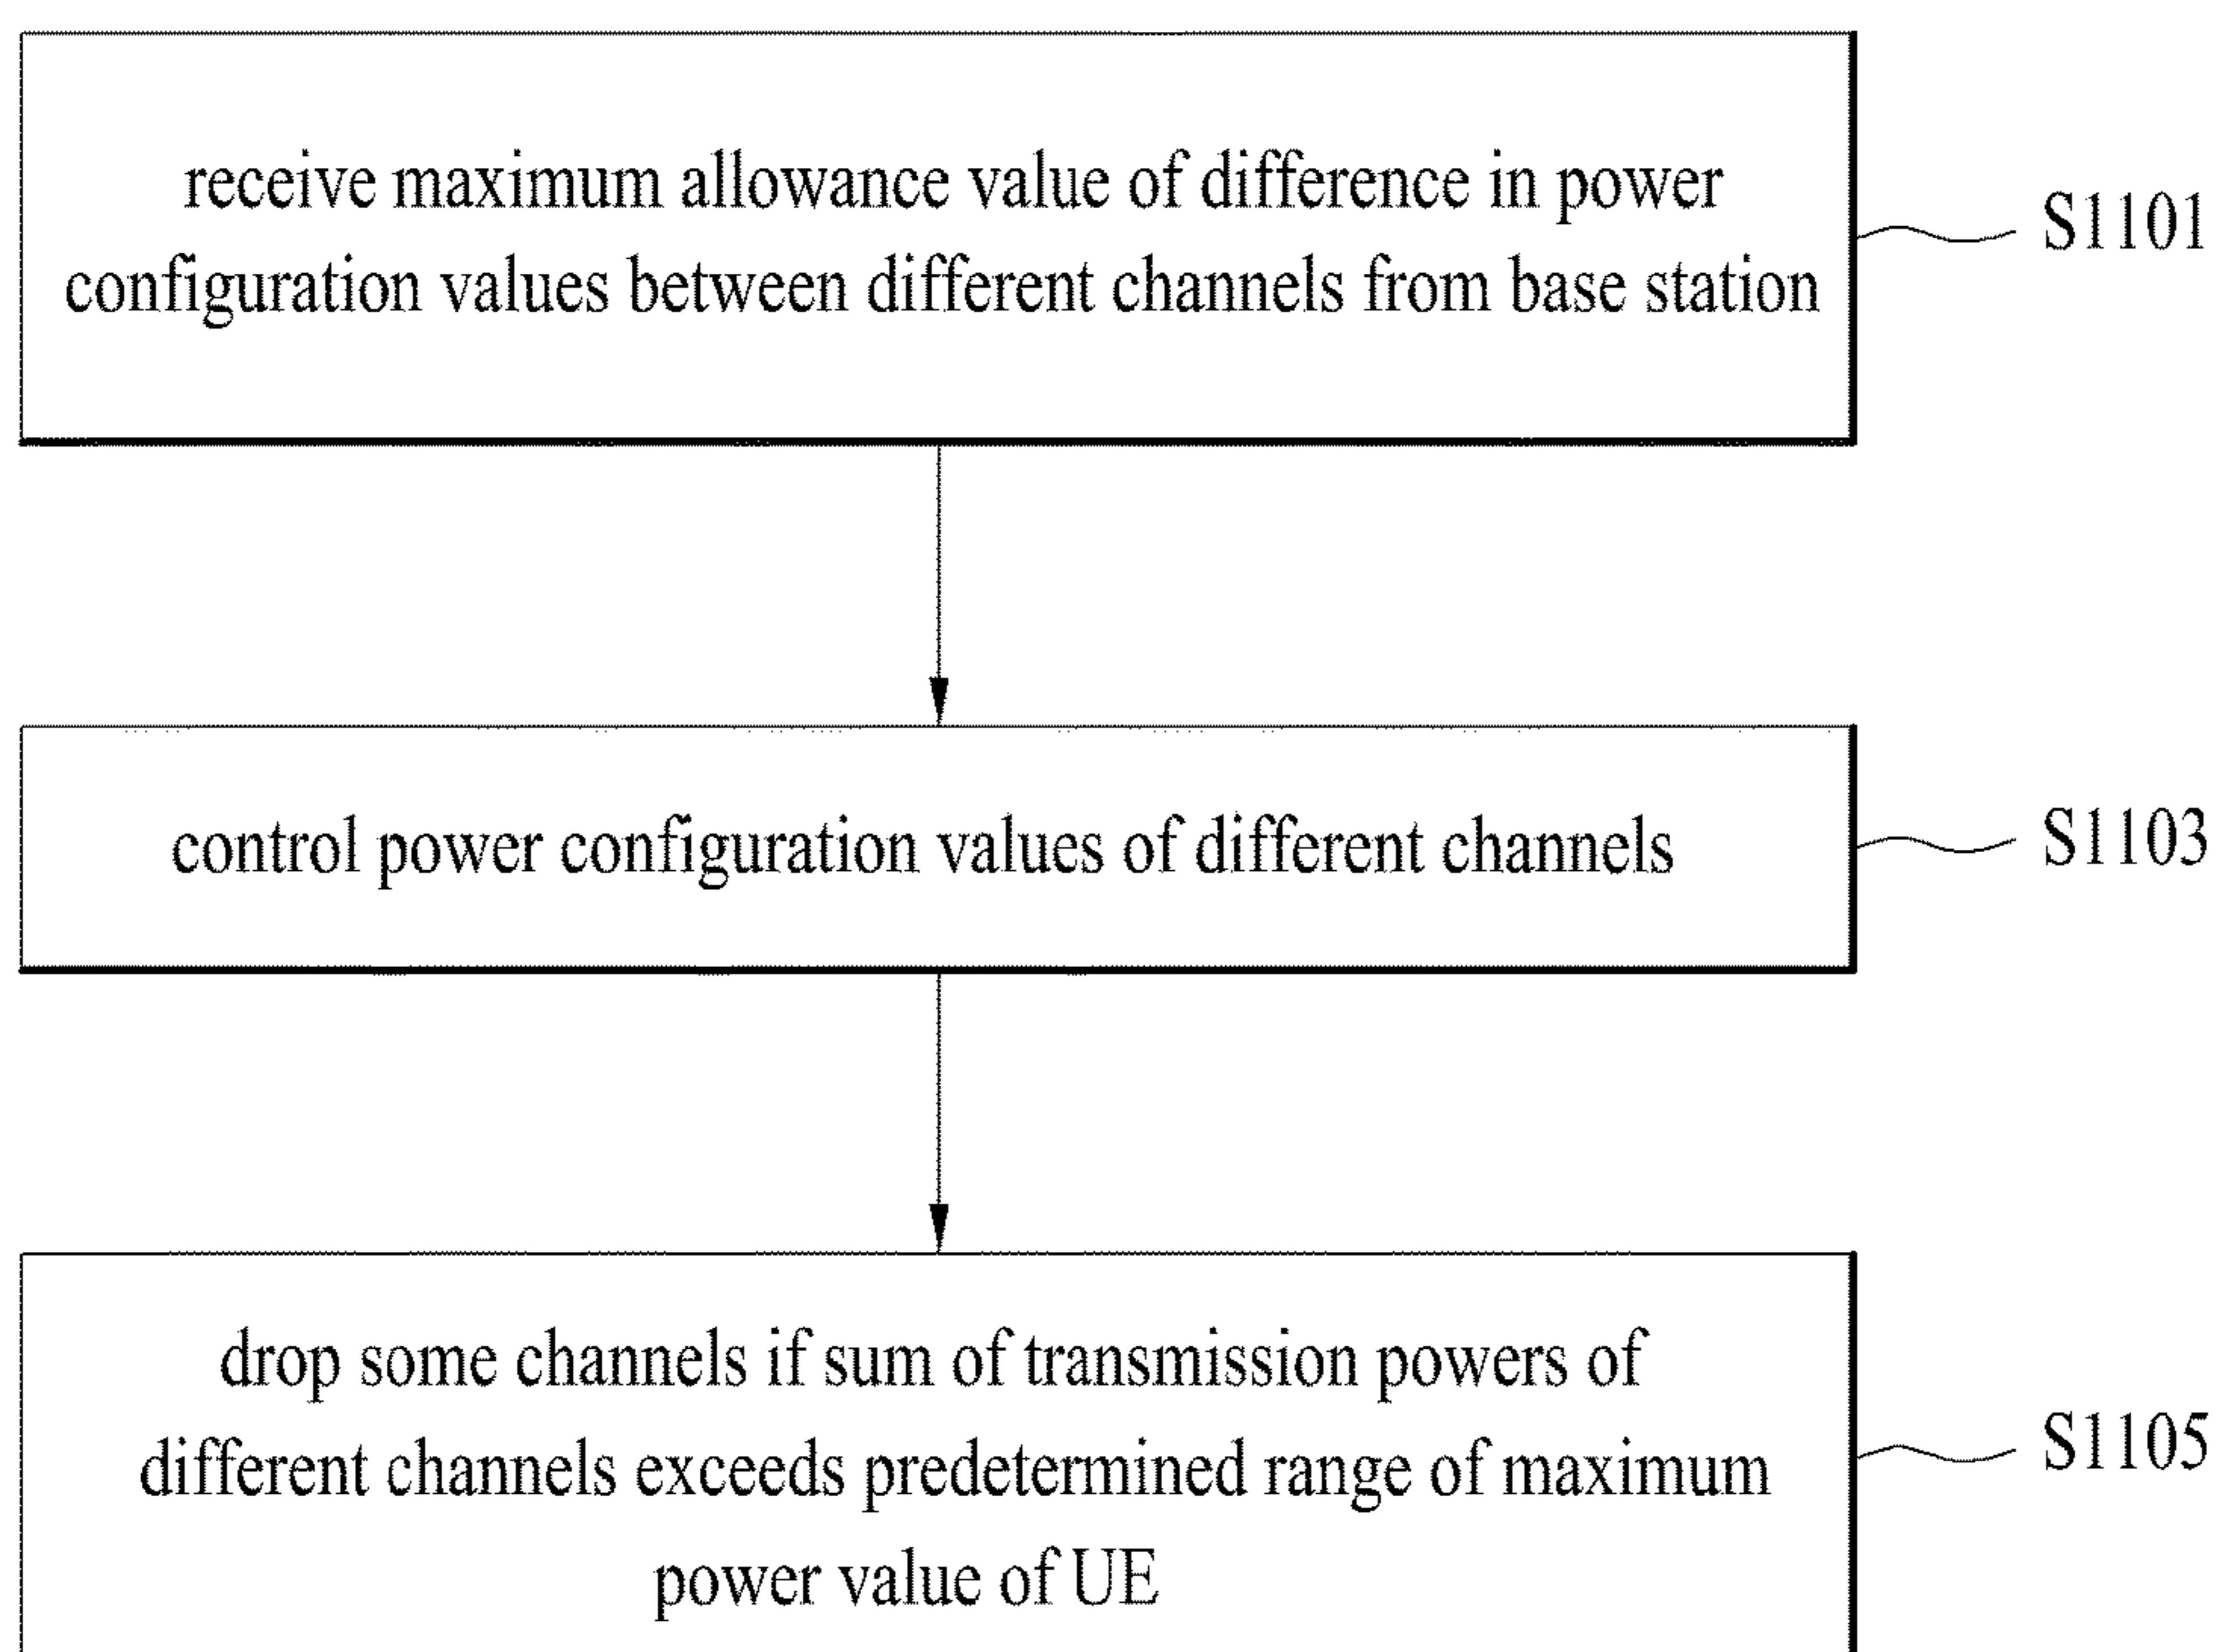 receive maximum allowance value of difference in power
configuration values between different channels from base station
S1101
control power configuration values of different channels
S1103
drop some channels if sum of transmission powers of
different channels exceeds predetermined range of maximum
power value of UE
S1105